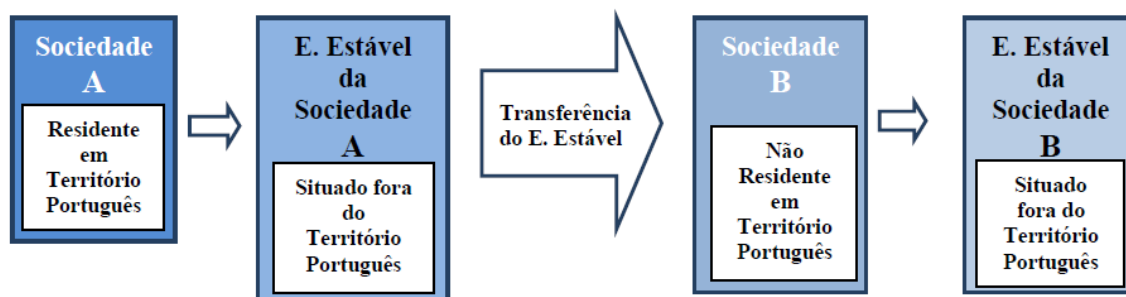 Sociedade
A
Residente
em
Território
Português
E. Estável
da
Sociedade
A
Situado fora
do
Território
Português
Transferência
do E. Estável
Sociedade
B
Não
Residente
em
Território
Português
E. Estável
da
Sociedade
B
Situado
fora do
Território
Português